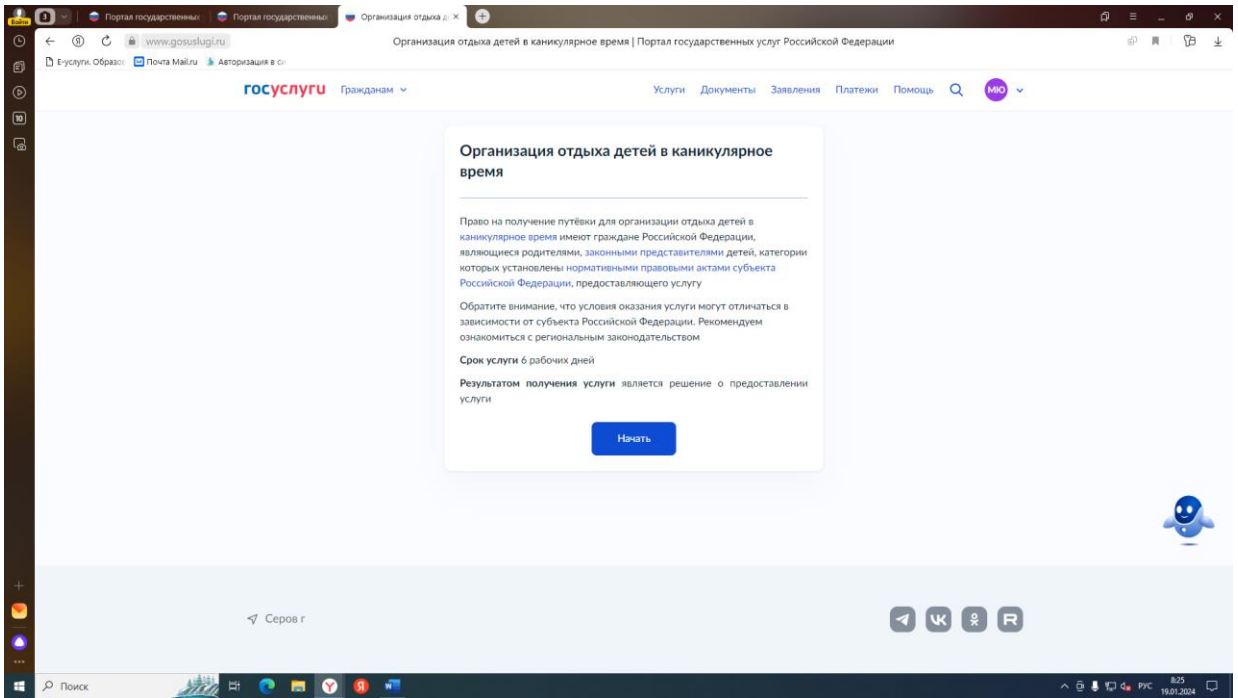 Войти
3
Портал государственных
Портал государственных
Организация отдыха д
www.gosuslugi.ru
Организация отдыха детей в каникулярное время | Портал государственных услуг Российской Федерации
Е-услуги. Образо
Почта Mail.ru
Авторизация в си
10
госуслуги
Гражданам
Услуги
Документы
Заявления
Платежи
Помощь
МЮ
Организация отдыха детей в каникулярное
время
Право на получение путёвки для организации отдыха детей в
каникулярное время имеют граждане Российской Федерации,
являющиеся родителями, законными представителями детей, категории
которых установлены нормативными правовыми актами субъекта
Российской Федерации, предоставляющего услугу
Обратите внимание, что условия оказания услуги могут отличаться в
зависимости от субъекта Российской Федерации. Рекомендуем
ознакомиться с региональным законодательством
Срок услуги 6 рабочих дней
Результатом получения услуги является решение о предоставлении
услуги
Начать
Серов г
Поиск
РУС
8:25
19.01.2024